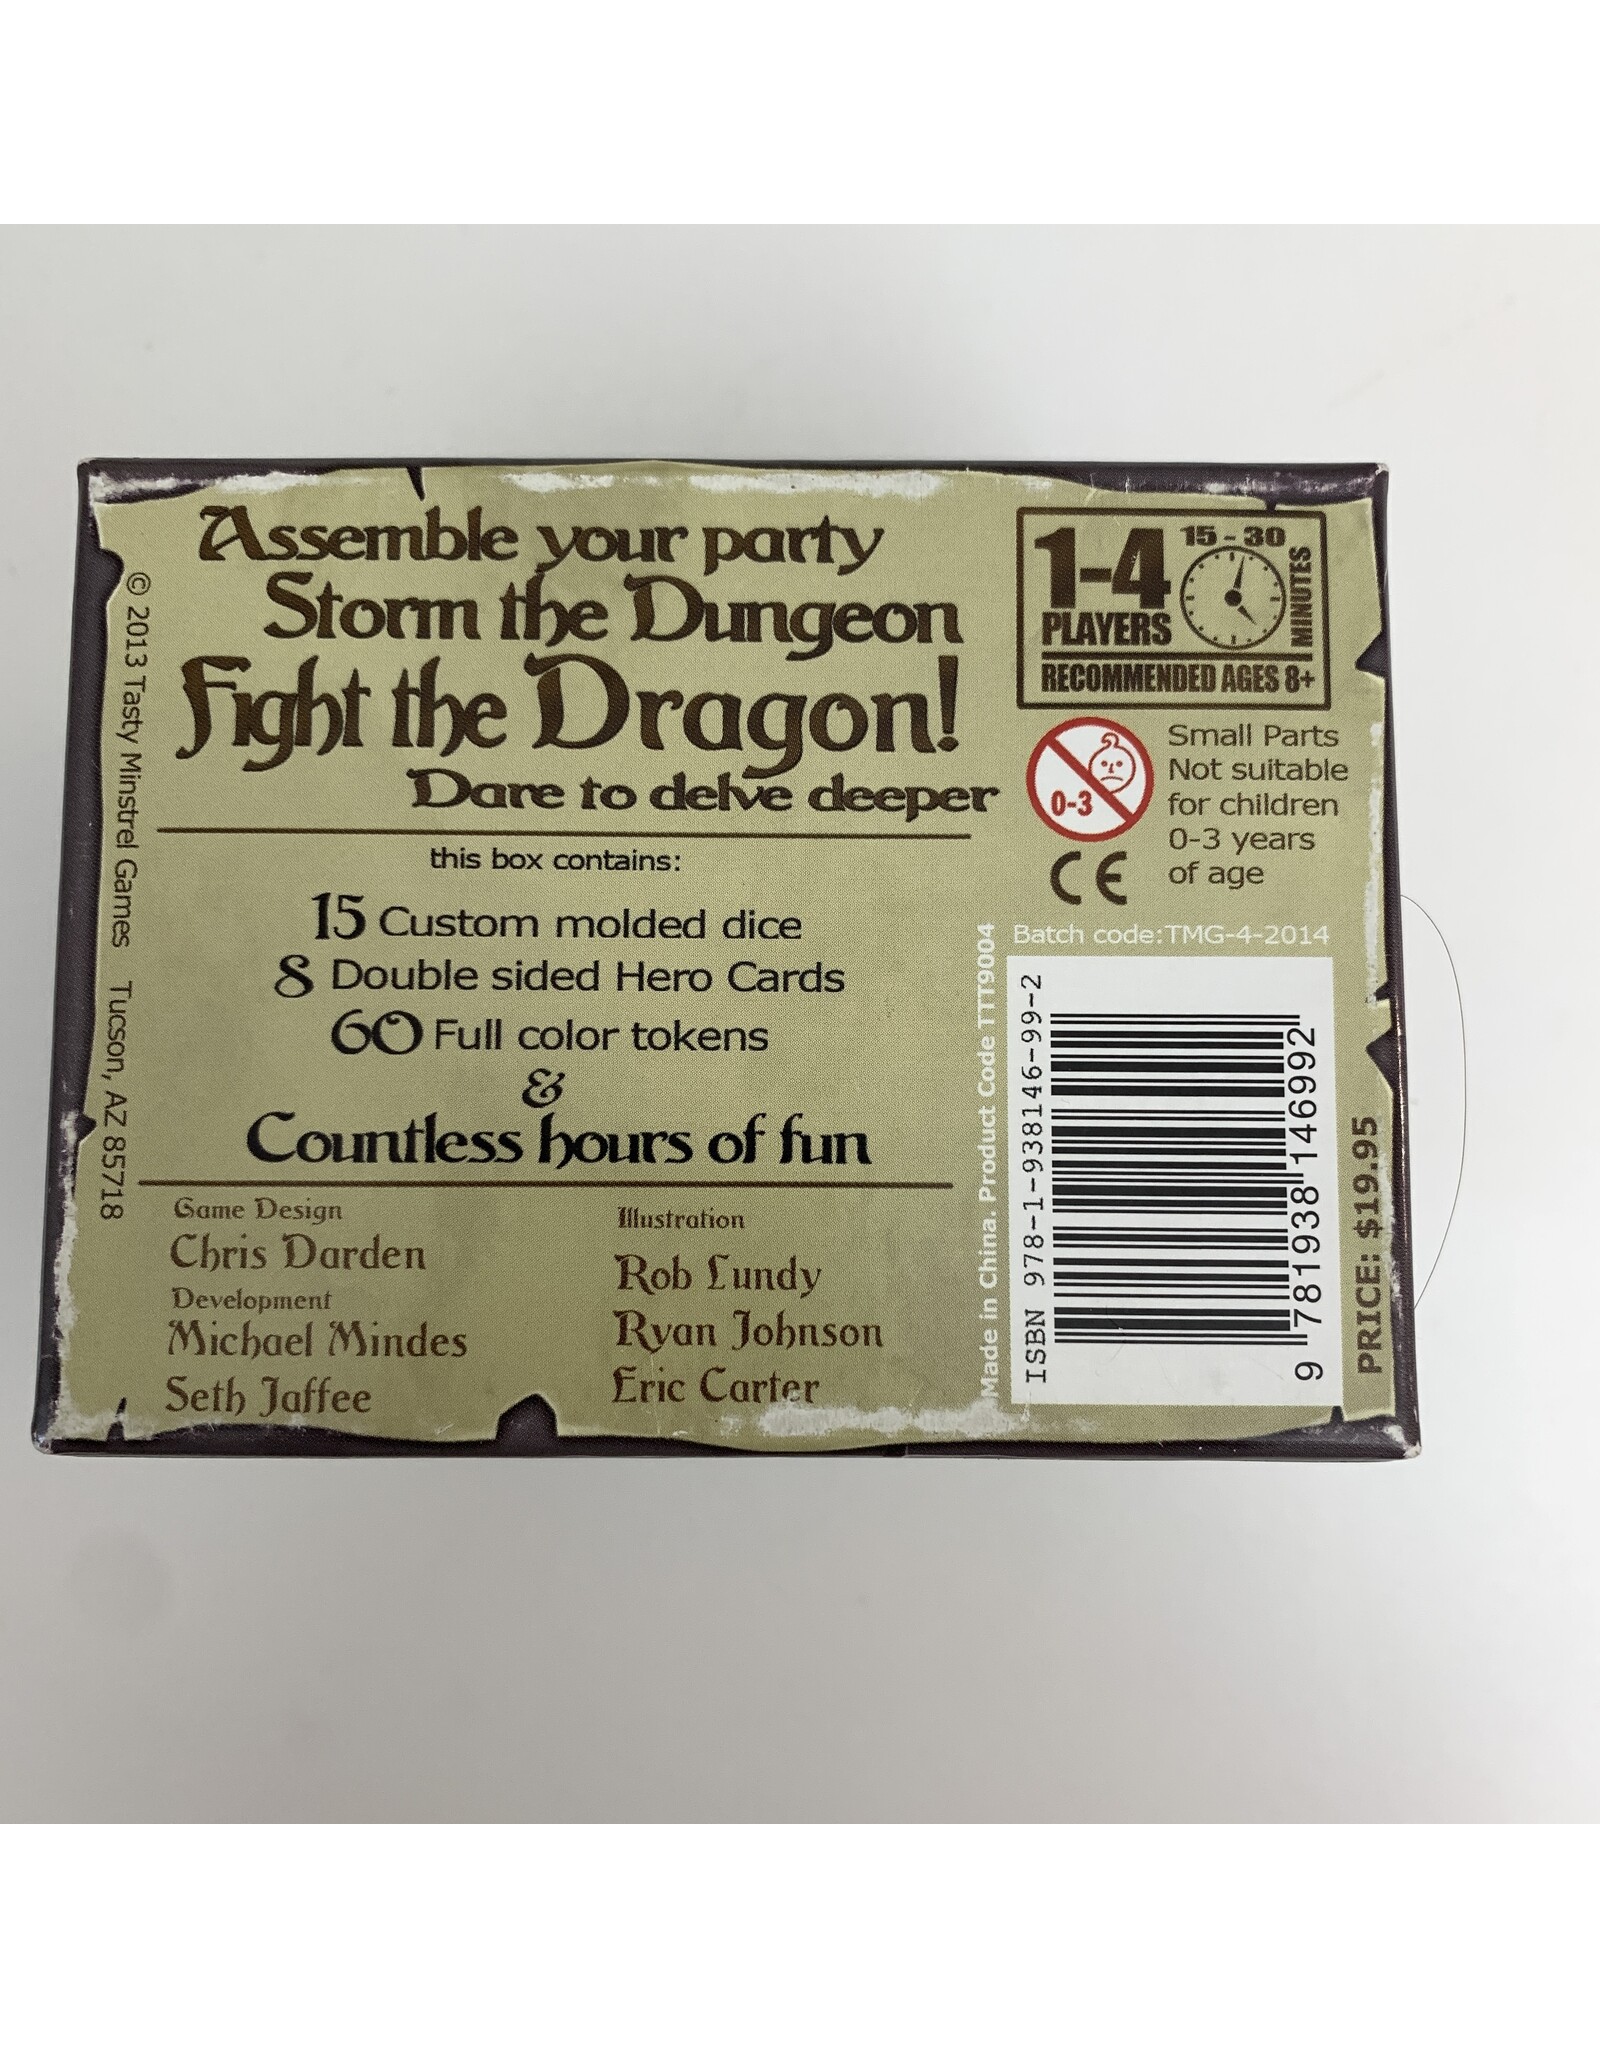 Assemble your party
Storm the Dungeon
Fight the Dragon!
Dare to delve deeper
this box contains:
15 Custom molded dice
8 Double sided Hero Cards
60 Full color tokens
&
Countless hours of fun
Game Design
Chris Darden
Development
Michael Mindes
Seth Jaffee
Illustration
Rob Lundy
Ryan Johnson
Eric Carter
© 2013 Tasty Minstrel Games Tucson, AZ 85718
1-4
PLAYERS
15 - 30
MINUTES
RECOMMENDED AGES 8+
0-3
Small Parts
Not suitable
for children
0-3 years
of age
CE
Batch code:TMG-4-2014
Made in China. Product Code TTT9004
ISBN 978-1-938146-99-2
9 781938 146992
PRICE: $19.95